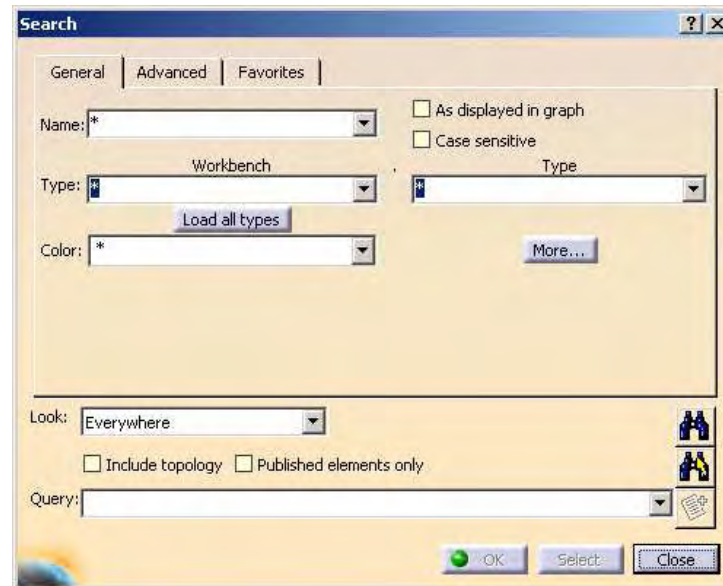 Search
General Advanced Favorites
Name: *
As displayed in graph
Case sensitive
Workbench Type
Type: * *
Load all types
Color: * More...
Look: Everywhere
Include topology Published elements only
Query:
OK Select Close